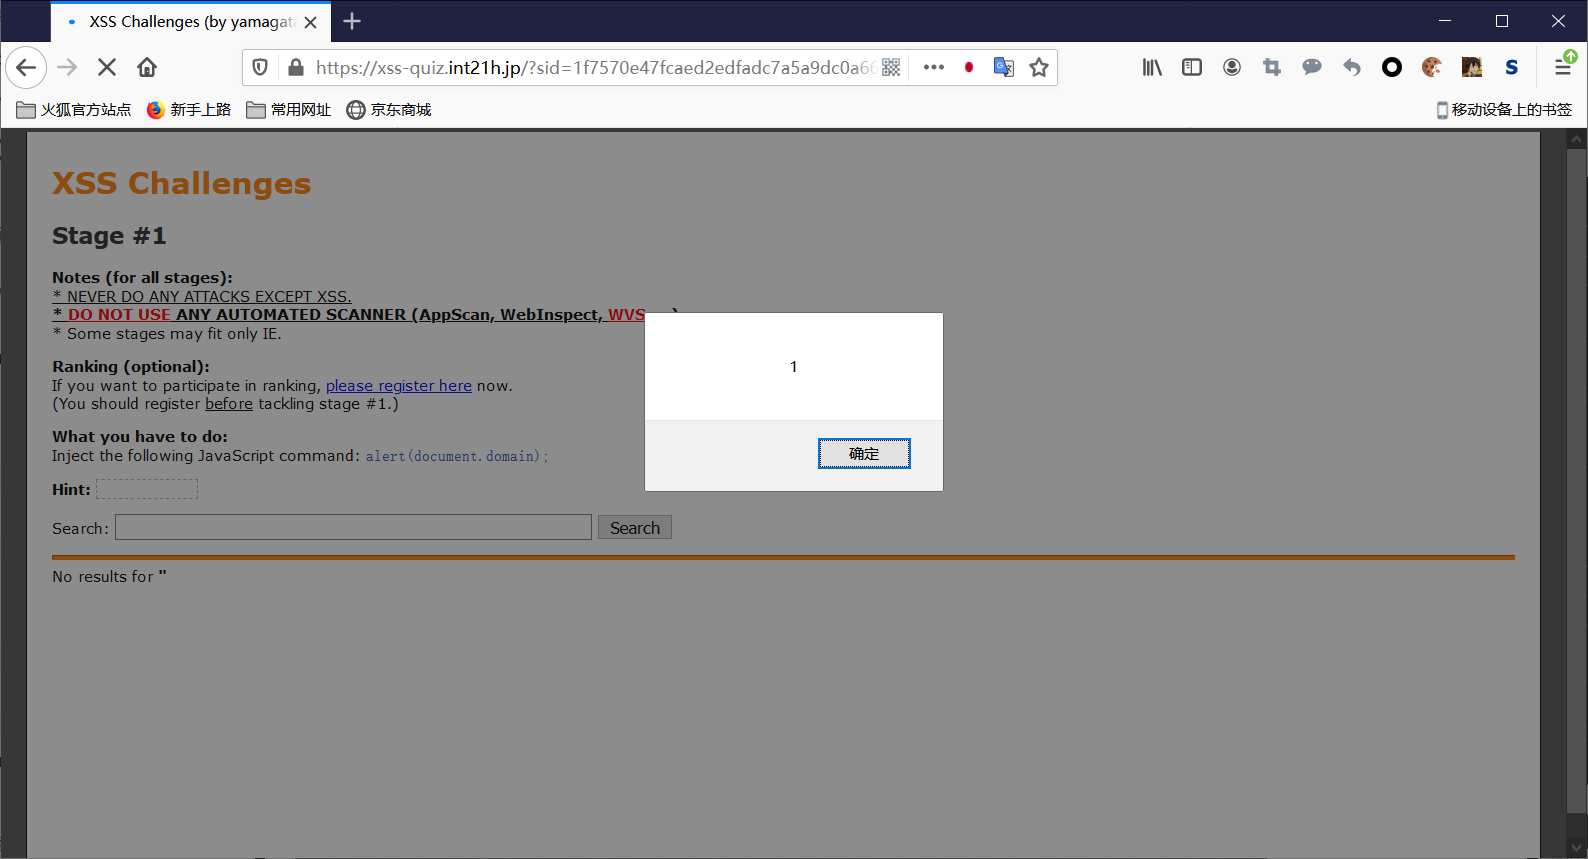 XSS Challenges (by yamagata
https://xss-quiz.int21h.jp/?sid=1f7570e47fcaed2edfadc7a5a9dc0a66
火狐官方站点 新手上路 常用网址 京东商城 移动设备上的书签
XSS Challenges
Stage #1
Notes (for all stages):
* NEVER DO ANY ATTACKS EXCEPT XSS.
* DO NOT USE ANY AUTOMATED SCANNER (AppScan, WebInspect, WVS
* Some stages may fit only IE.
Ranking (optional):
If you want to participate in ranking, please register here now.
(You should register before tackling stage #1.)
What you have to do:
Inject the following JavaScript command: alert(document.domain);
Hint:
Search: Search
No results for ''
1
确定